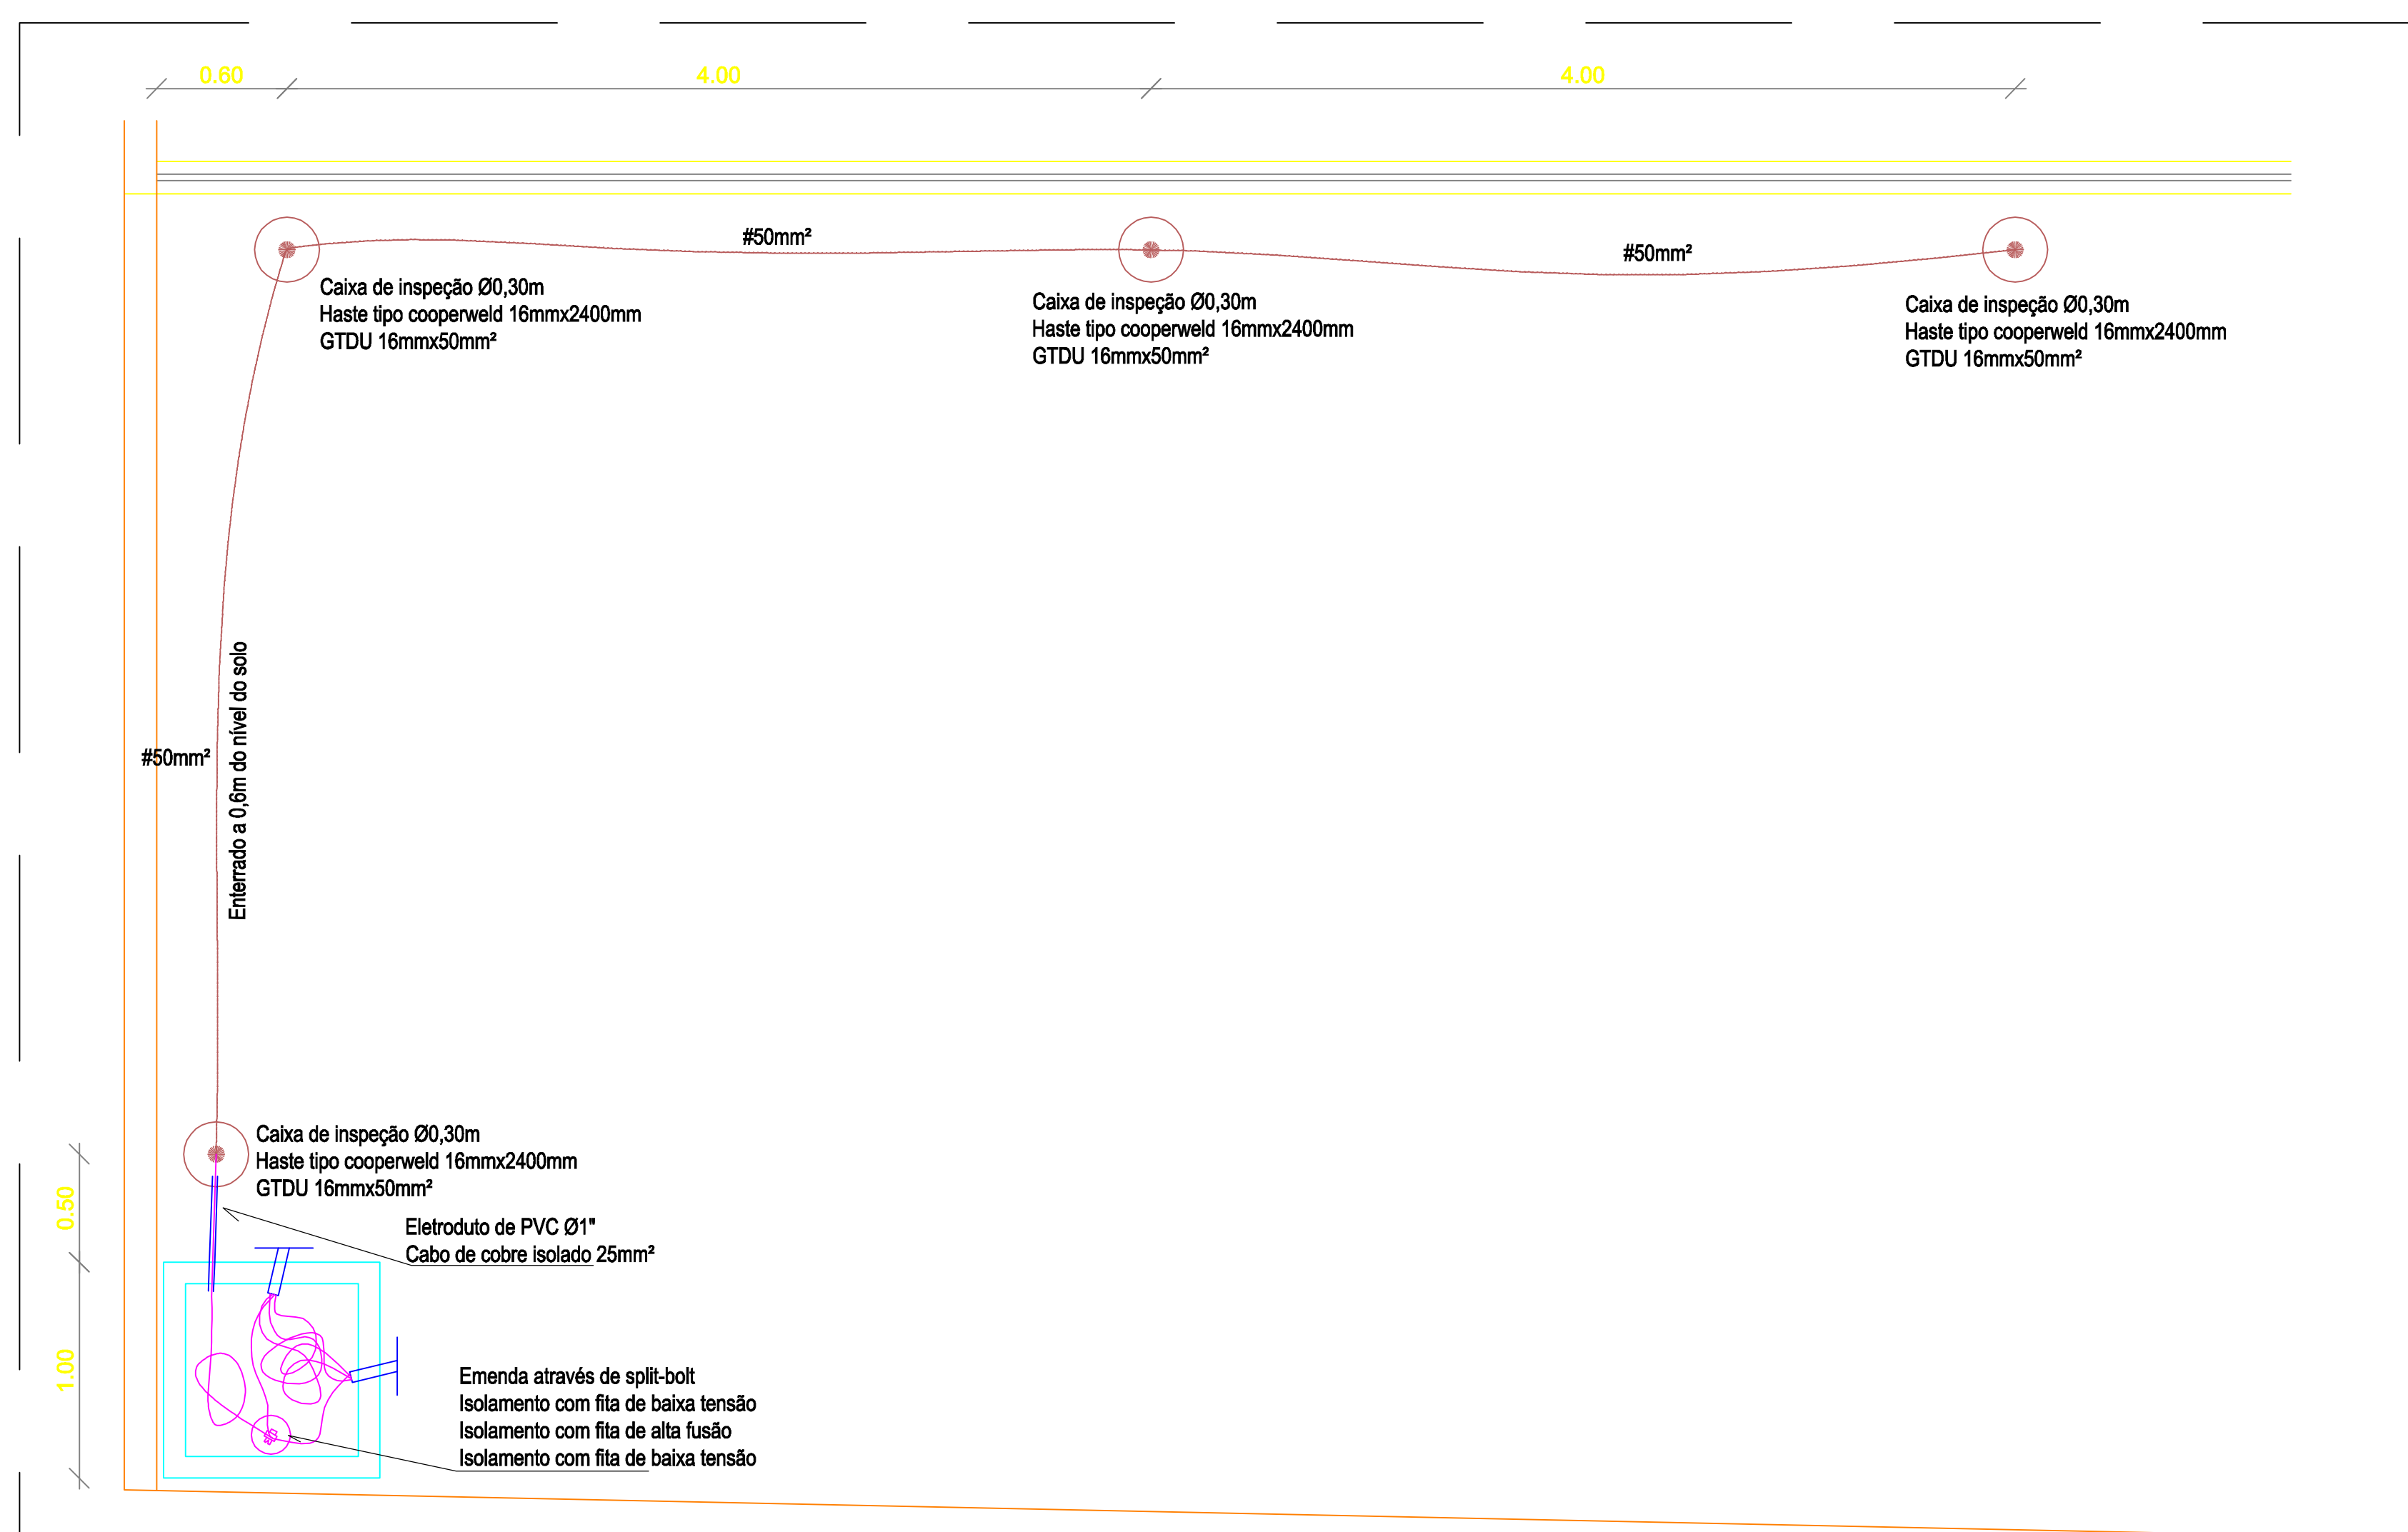 0.60
4.00
4.00
#50mm²
#50mm²
Caixa de inspeção Ø0,30m
Haste tipo cooperweld 16mmx2400mm
GTDU 16mmx50mm²
Caixa de inspeção Ø0,30m
Haste tipo cooperweld 16mmx2400mm
GTDU 16mmx50mm²
Caixa de inspeção Ø0,30m
Haste tipo cooperweld 16mmx2400mm
GTDU 16mmx50mm²
#50mm²
Enterrado a 0,6m do nível do solo
Caixa de inspeção Ø0,30m
Haste tipo cooperweld 16mmx2400mm
GTDU 16mmx50mm²
0.50
Eletroduto de PVC Ø1"
Cabo de cobre isolado 25mm²
1.00
Emenda através de split-bolt
Isolamento com fita de baixa tensão
Isolamento com fita de alta fusão
Isolamento com fita de baixa tensão